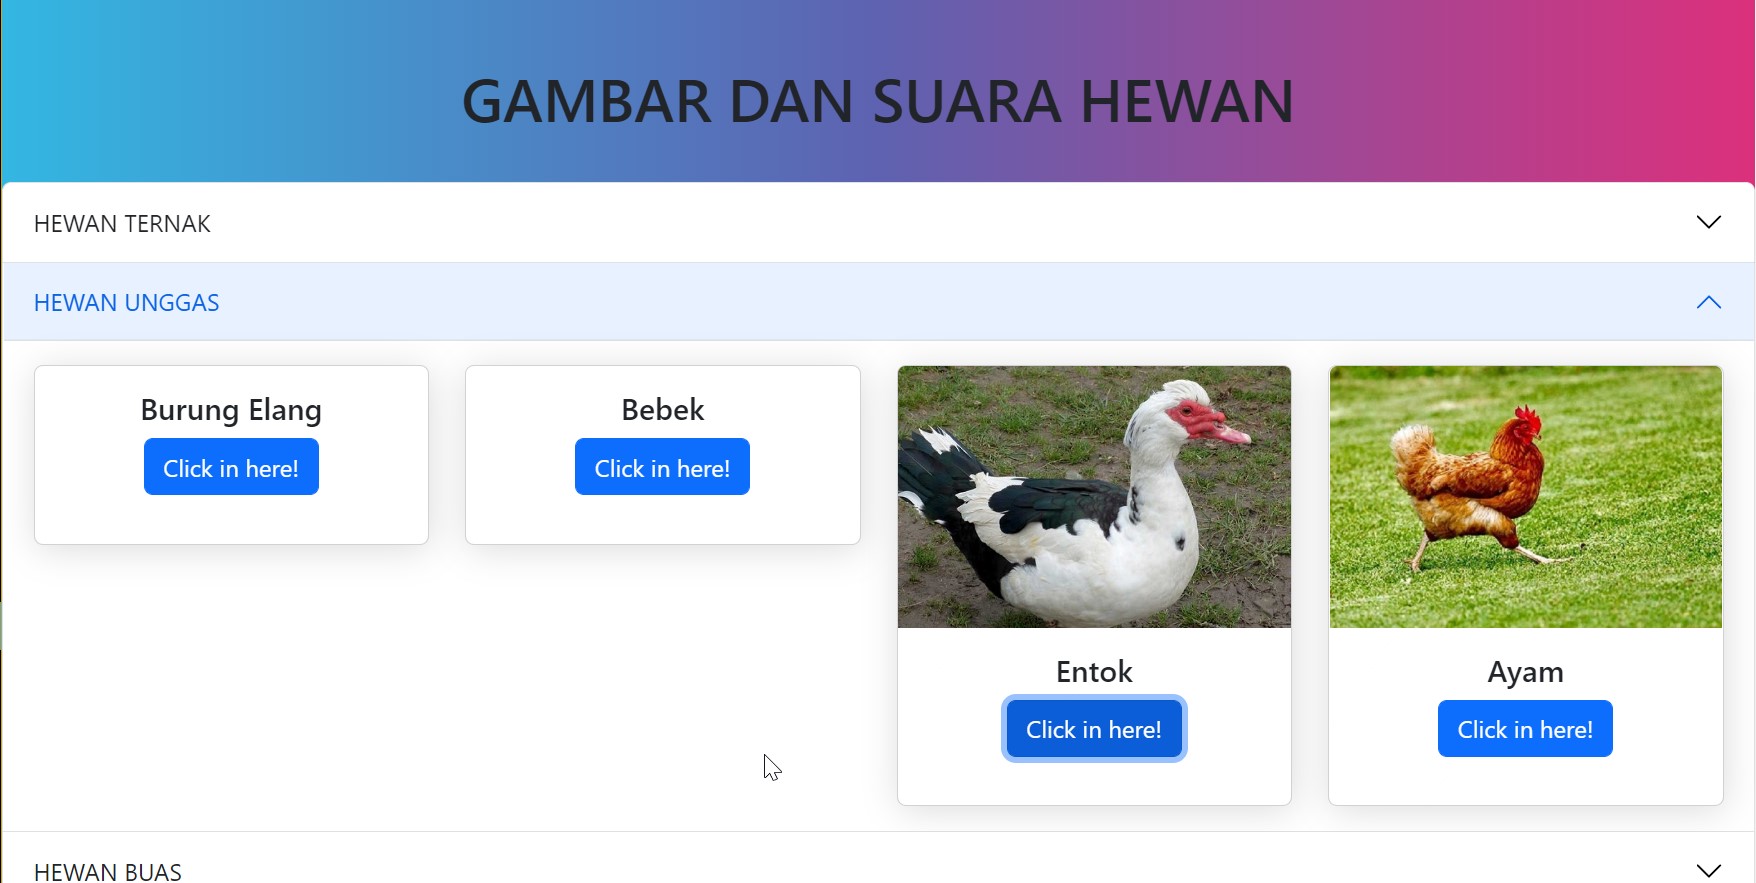 GAMBAR DAN SUARA HEWAN
HEWAN TERNAK
HEWAN UNGGAS
Burung Elang
Click in here!
Bebek
Click in here!
Entok
Click in here!
Ayam
Click in here!
HEWAN BUAS